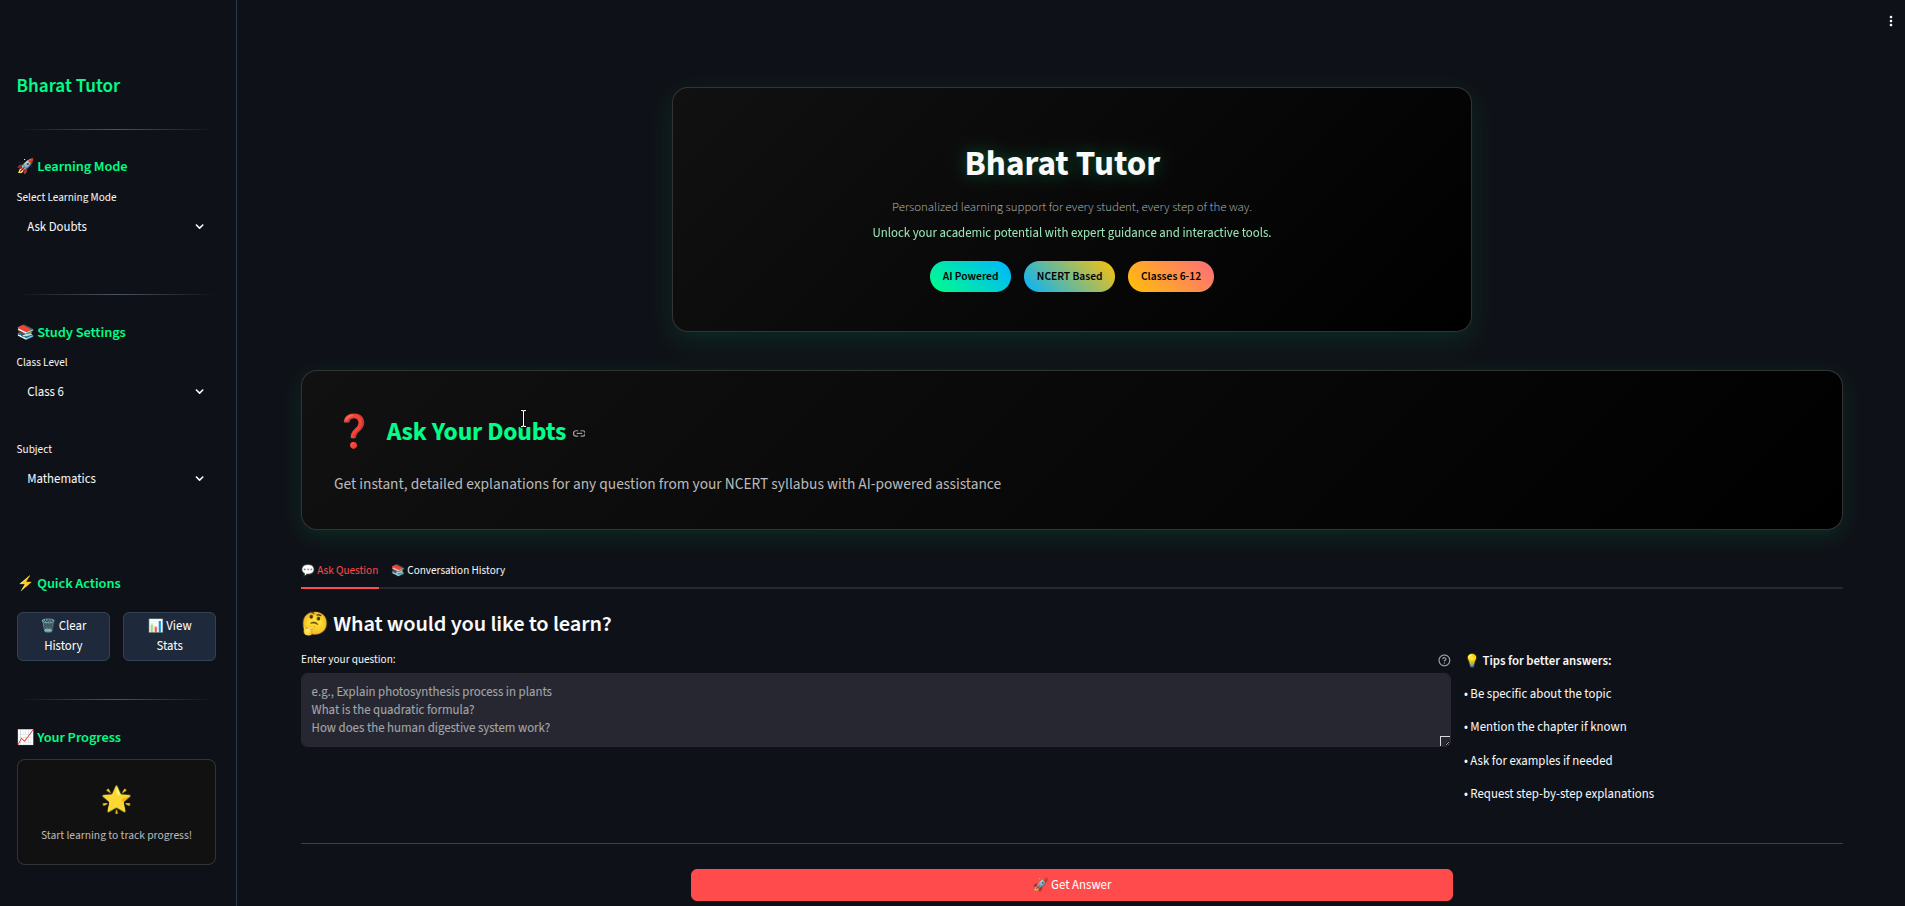 Bharat Tutor
🚀 Learning Mode
Select Learning Mode
Ask Doubts
📚 Study Settings
Class Level
Class 6
Subject
Mathematics
⚡ Quick Actions
🗑️ Clear
History
📊 View
Stats
📈 Your Progress
🌟
Start learning to track progress!
Bharat Tutor
Personalized learning support for every student, every step of the way.
Unlock your academic potential with expert guidance and interactive tools.
AI Powered
NCERT Based
Classes 6-12
❓ Ask Your Doubts
Get instant, detailed explanations for any question from your NCERT syllabus with AI-powered assistance
💬 Ask Question
📚 Conversation History
🤔 What would you like to learn?
Enter your question:
e.g., Explain photosynthesis process in plants
What is the quadratic formula?
How does the human digestive system work?
💡 Tips for better answers:
• Be specific about the topic
• Mention the chapter if known
• Ask for examples if needed
• Request step-by-step explanations
🚀 Get Answer